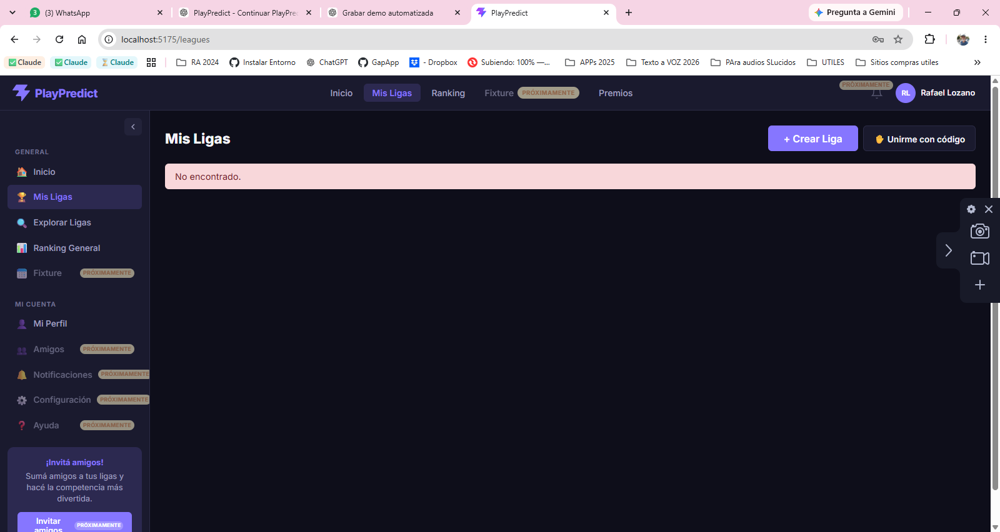 (3) WhatsApp
PlayPredict - Continuar PlayPre
Grabar demo automatizada
PlayPredict
Pregunta a Gemini
localhost:5175/leagues
Claude
Claude
Claude
RA 2024
Instalar Entorno
ChatGPT
GapApp
- Dropbox
Subiendo: 100% —...
APPs 2025
Texto a VOZ 2026
PAra audios SLucidos
UTILES
Sitios compras utiles
PlayPredict
Inicio
Mis Ligas
Ranking
Fixture PRÓXIMAMENTE
Premios
PRÓXIMAMENTE
RL
Rafael Lozano
GENERAL
Inicio
Mis Ligas
Explorar Ligas
Ranking General
Fixture PRÓXIMAMENTE
MI CUENTA
Mi Perfil
Amigos PRÓXIMAMENTE
Notificaciones PRÓXIMAMENTE
Configuración PRÓXIMAMENTE
Ayuda PRÓXIMAMENTE
¡Invitá amigos!
Sumá amigos a tus ligas y
hacé la competencia más
divertida.
Invitar
amigos
PRÓXIMAMENTE
Mis Ligas
+ Crear Liga
Unirme con código
No encontrado.